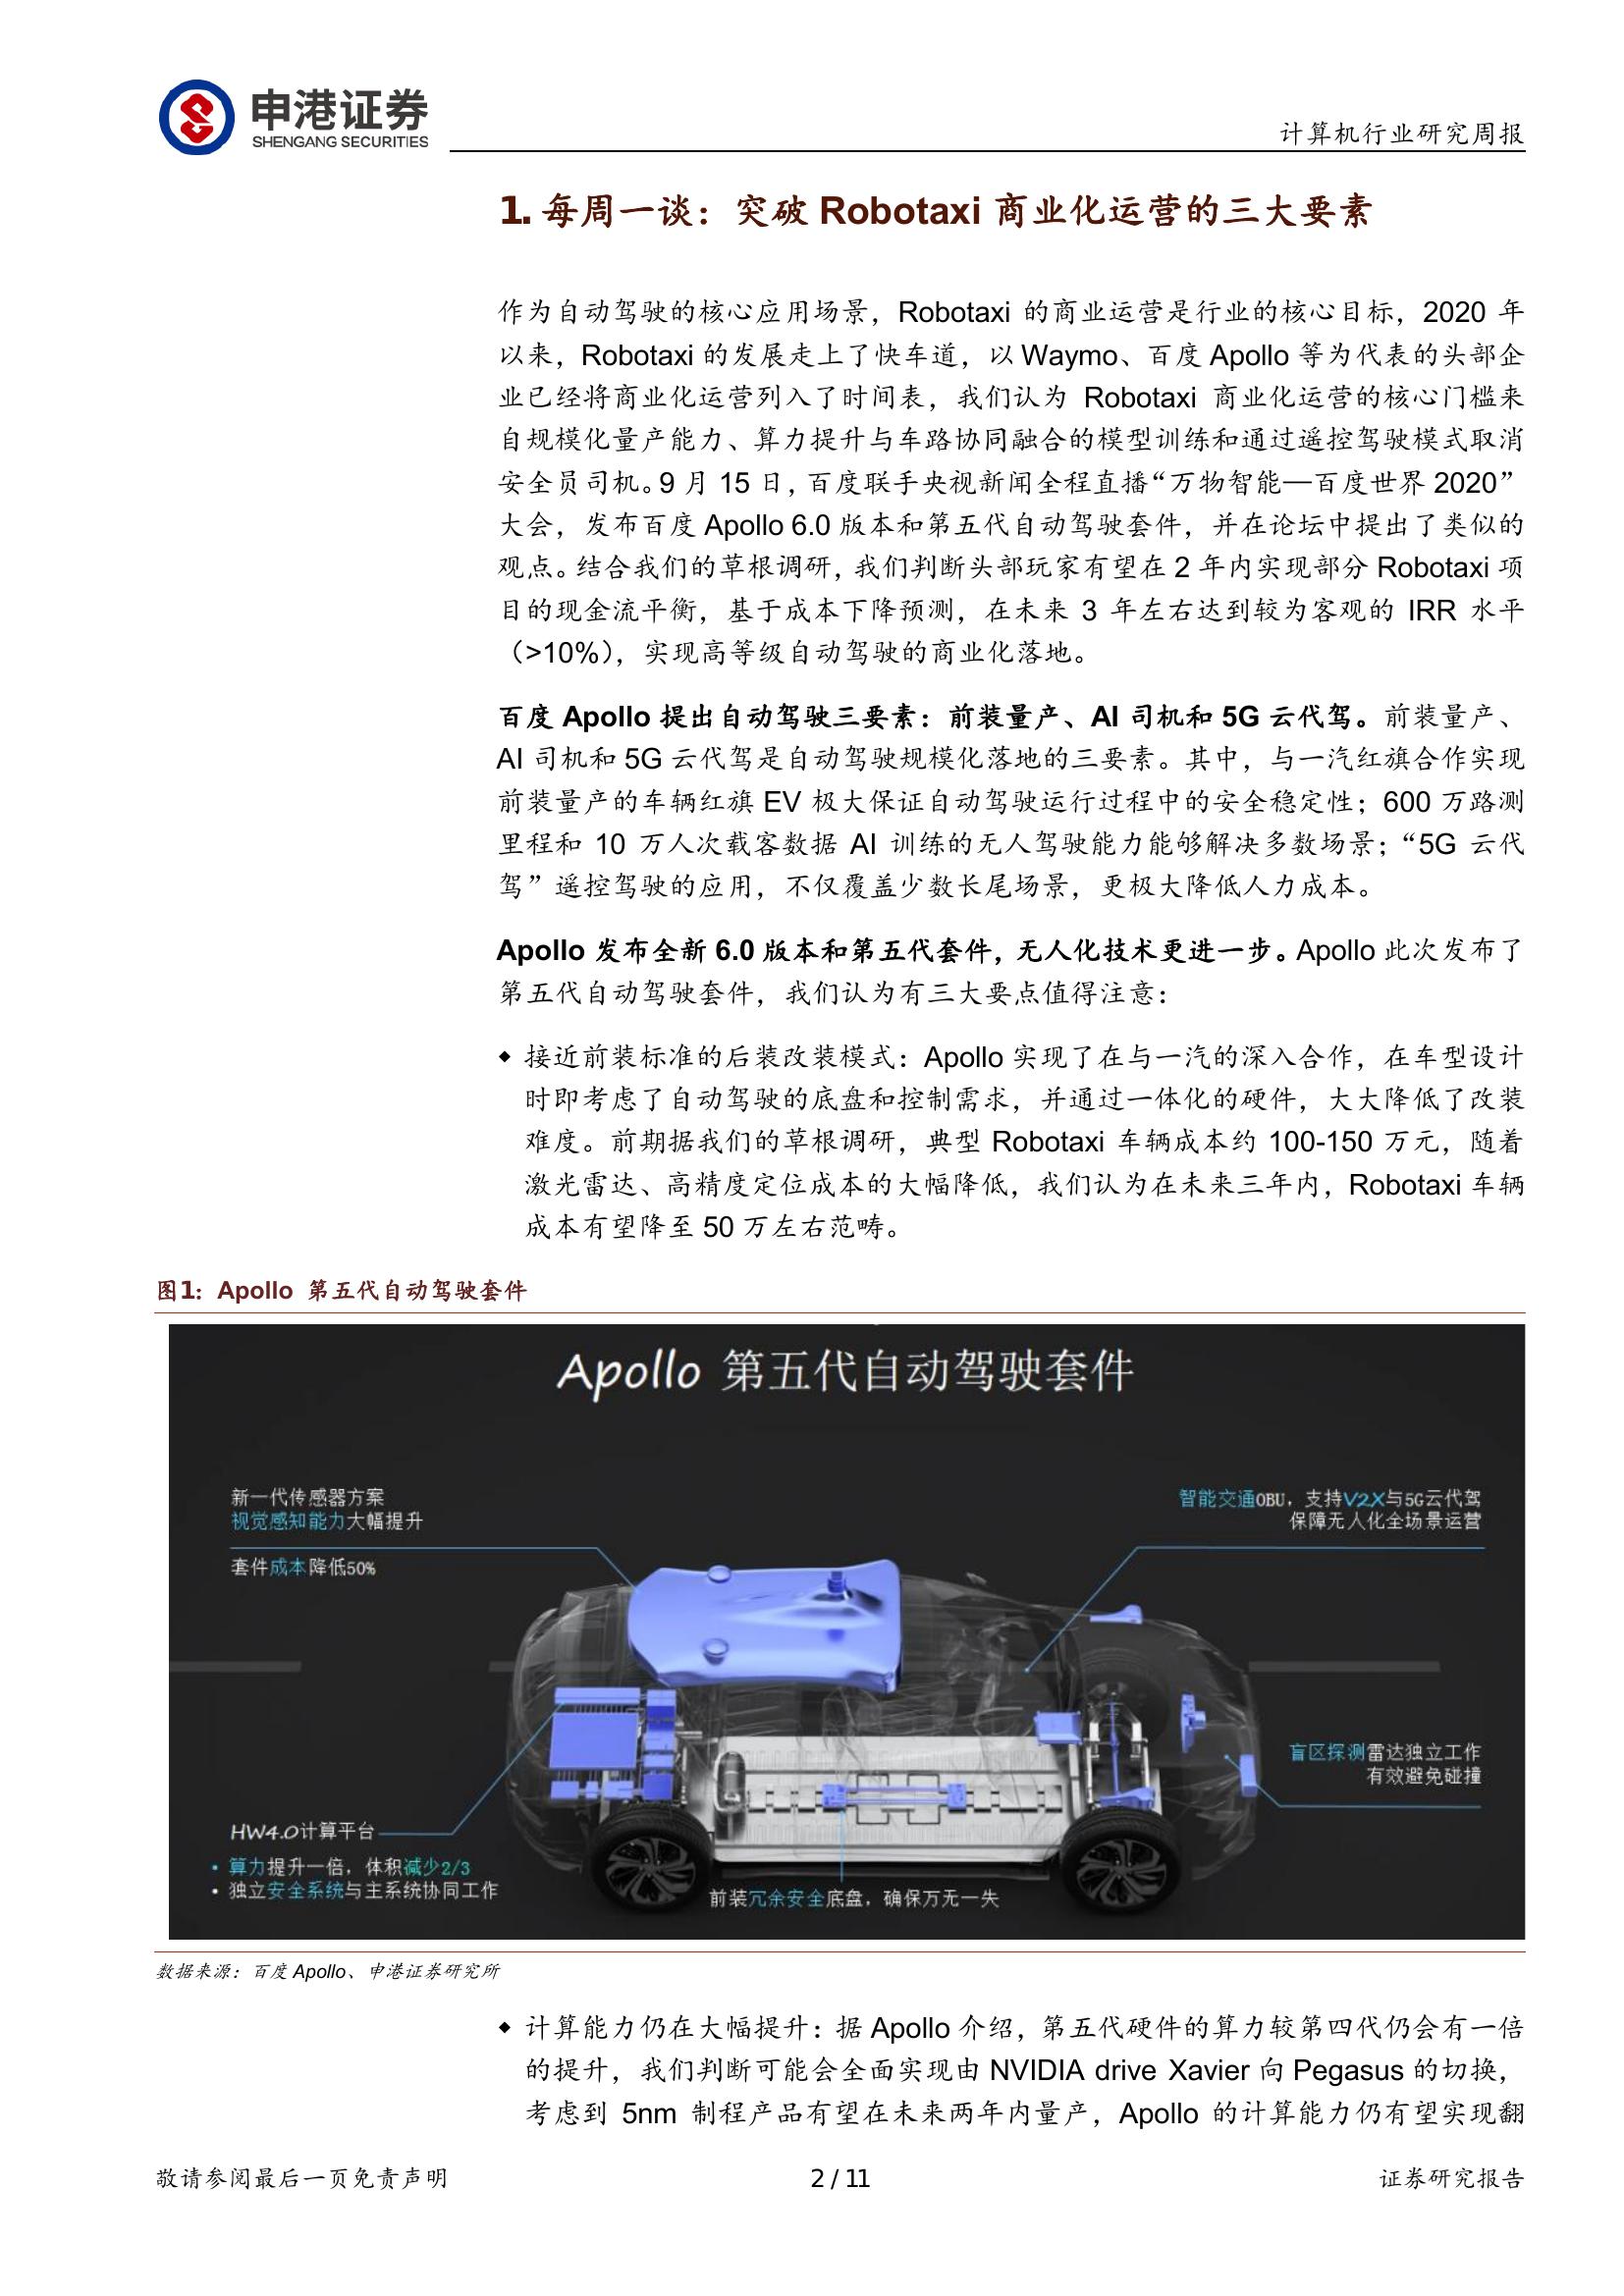 申港证券
SHENGANG SECURITIES
计算机行业研究周报
1. 每周一谈：突破 Robotaxi 商业化运营的三大要素
作为自动驾驶的核心应用场景，Robotaxi 的商业运营是行业的核心目标，2020 年
以来，Robotaxi 的发展走上了快车道，以 Waymo、百度 Apollo 等为代表的头部企
业已经将商业化运营列入了时间表，我们认为 Robotaxi 商业化运营的核心门槛来
自规模化量产能力、算力提升与车路协同融合的模型训练和通过遥控驾驶模式取消
安全员司机。9 月 15 日，百度联手央视新闻全程直播“万物智能—百度世界 2020”
大会，发布百度 Apollo 6.0 版本和第五代自动驾驶套件，并在论坛中提出了类似的
观点。结合我们的草根调研，我们判断头部玩家有望在 2 年内实现部分 Robotaxi 项
目的现金流平衡，基于成本下降预测，在未来 3 年左右达到较为客观的 IRR 水平
（>10%），实现高等级自动驾驶的商业化落地。
百度 Apollo 提出自动驾驶三要素：前装量产、AI 司机和 5G 云代驾。前装量产、
AI 司机和 5G 云代驾是自动驾驶规模化落地的三要素。其中，与一汽红旗合作实现
前装量产的车辆红旗 EV 极大保证自动驾驶运行过程中的安全稳定性；600 万路测
里程和 10 万人次载客数据 AI 训练的无人驾驶能力能够解决多数场景；“5G 云代
驾”遥控驾驶的应用，不仅覆盖少数长尾场景，更极大降低人力成本。
Apollo 发布全新 6.0 版本和第五代套件，无人化技术更进一步。Apollo 此次发布了
第五代自动驾驶套件，我们认为有三大要点值得注意：
◆ 接近前装标准的后装改装模式：Apollo 实现了在与一汽的深入合作，在车型设计
时即考虑了自动驾驶的底盘和控制需求，并通过一体化的硬件，大大降低了改装
难度。前期据我们的草根调研，典型 Robotaxi 车辆成本约 100-150 万元，随着
激光雷达、高精度定位成本的大幅降低，我们认为在未来三年内，Robotaxi 车辆
成本有望降至 50 万左右范畴。
图1：Apollo 第五代自动驾驶套件
Apollo 第五代自动驾驶套件
新一代传感器方案
视觉感知能力大幅提升
套件成本降低50%
智能交通OBU，支持V2X与5G云代驾
保障无人化全场景运营
盲区探测雷达独立工作
有效避免碰撞
HW4.0计算平台
• 算力提升一倍，体积减少2/3
• 独立安全系统与主系统协同工作
前装冗余安全底盘，确保万无一失
数据来源：百度 Apollo、申港证券研究所
◆ 计算能力仍在大幅提升：据 Apollo 介绍，第五代硬件的算力较第四代仍会有一倍
的提升，我们判断可能会全面实现由 NVIDIA drive Xavier 向 Pegasus 的切换，
考虑到 5nm 制程产品有望在未来两年内量产，Apollo 的计算能力仍有望实现翻
敬请参阅最后一页免责声明
2 / 11
证券研究报告